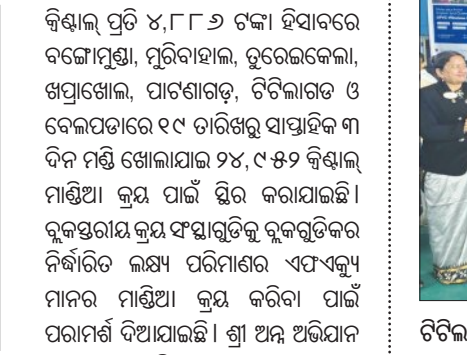 କ୍ୱିଣ୍ଟାଲ୍ ପ୍ରତି ୪,୮୮୬ ଟଙ୍କା ହିସାବରେ
ବଙ୍ଗୋମୁଣ୍ଡା, ମୁରିବାହାଲ, ତୁରେଇକେଲା,
ଖପ୍ରାଖୋଲ, ପାଟଣାଗଡ଼, ଟିଟିଲାଗଡ ଓ
ବେଲପଡାରେ ୧୯ ତାରିଖରୁ ସାପ୍ତାହିକ ୩
ଦିନ ମଣ୍ଡି ଖୋଲାଯାଇ ୨୪,୯୫୨ କ୍ୱିଣ୍ଟାଲ୍
ମାଣ୍ଡିଆ କ୍ରୟ ପାଇଁ ସ୍ଥିର କରାଯାଇଛି।
ବ୍ଲକସ୍ତରୀୟ କ୍ରୟ ସଂସ୍ଥାଗୁଡିକୁ ବ୍ଲକଗୁଡିକର
ନିର୍ଦ୍ଧାରିତ ଲକ୍ଷ୍ୟ ପରିମାଣର ଏଫଏକ୍ୟୁ
ମାନର ମାଣ୍ଡିଆ କ୍ରୟ କରିବା ପାଇଁ
ପରାମର୍ଶ ଦିଆଯାଇଛି। ଶ୍ରୀ ଅନ୍ନ ଅଭିଯାନ
ଟିଟିଲ